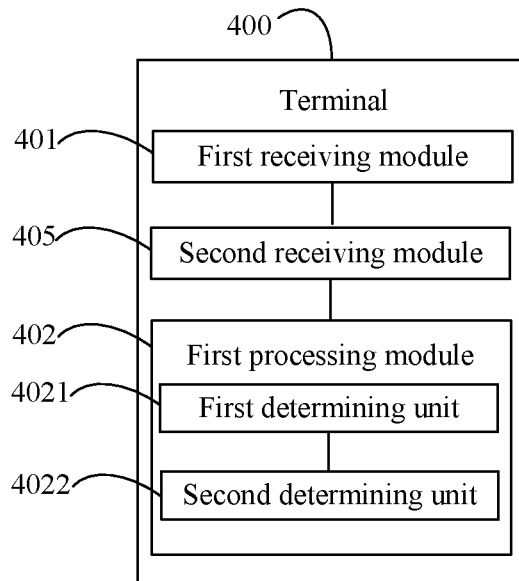 400
Terminal
401
First receiving module
405
Second receiving module
402
First processing module
4021
First determining unit
4022
Second determining unit